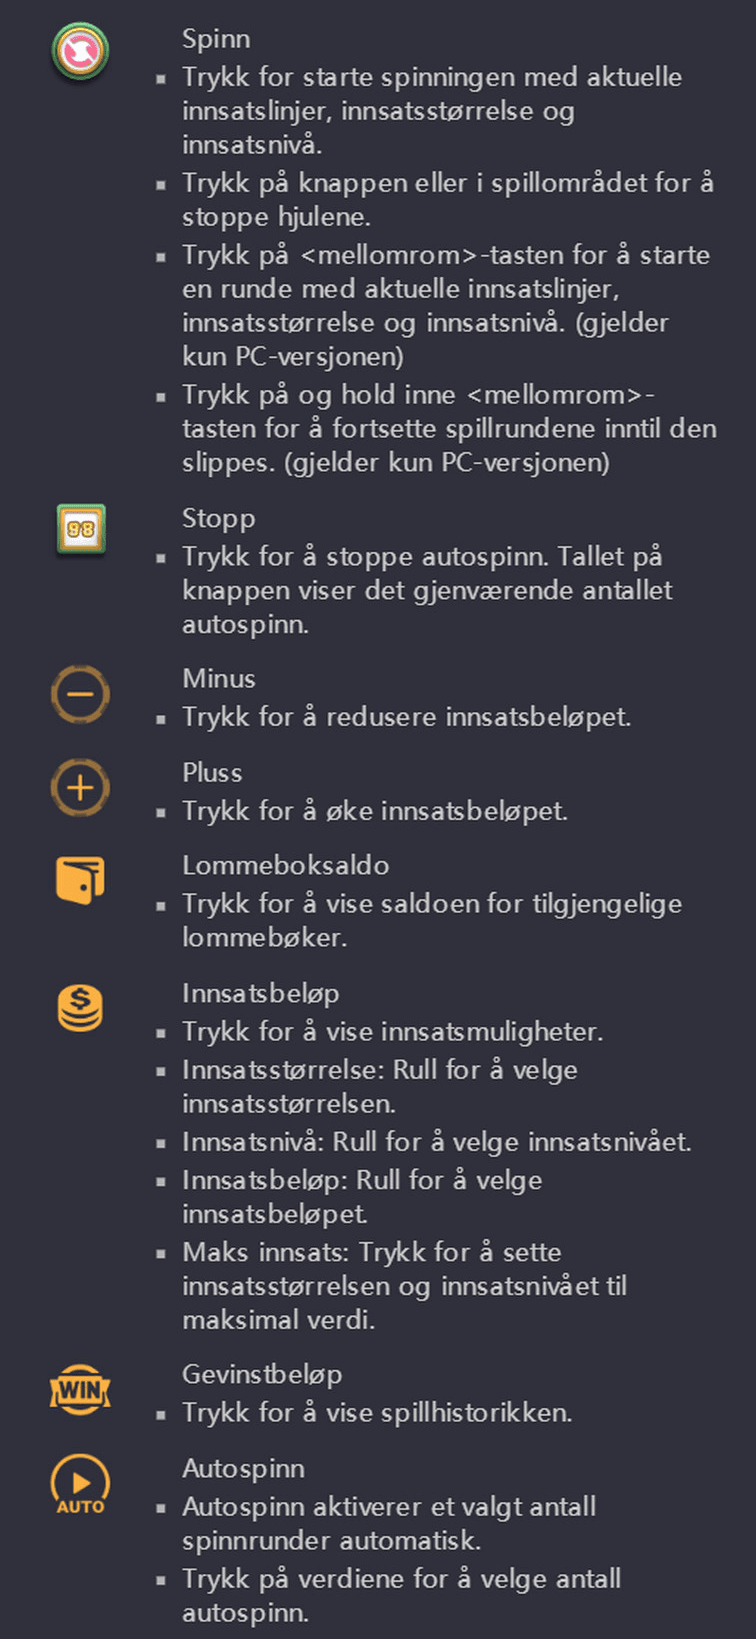 Spinn
▪ Trykk for starte spinningen med aktuelle
innsatslinjer, innsatsstørrelse og
innsatsnivå.
▪ Trykk på knappen eller i spillområdet for å
stoppe hjulene.
▪ Trykk på <mellomrom>-tasten for å starte
en runde med aktuelle innsatslinjer,
innsatsstørrelse og innsatsnivå. (gjelder
kun PC-versjonen)
▪ Trykk på og hold inne <mellomrom>-
tasten for å fortsette spillrundene inntil den
slippes. (gjelder kun PC-versjonen)
98
Stopp
▪ Trykk for å stoppe autospinn. Tallet på
knappen viser det gjenværende antallet
autospinn.
Minus
▪ Trykk for å redusere innsatsbeløpet.
Pluss
▪ Trykk for å øke innsatsbeløpet.
Lommeboksaldo
▪ Trykk for å vise saldoen for tilgjengelige
lommebøker.
$
Innsatsbeløp
▪ Trykk for å vise innsatsmuligheter.
▪ Innsatsstørrelse: Rull for å velge
innsatsstørrelsen.
▪ Innsatsnivå: Rull for å velge innsatsnivået.
▪ Innsatsbeløp: Rull for å velge
innsatsbeløpet.
▪ Maks innsats: Trykk for å sette
innsatsstørrelsen og innsatsnivået til
maksimal verdi.
WIN
Gevinstbeløp
▪ Trykk for å vise spillhistorikken.
AUTO
Autospinn
▪ Autospinn aktiverer et valgt antall
spinnrunder automatisk.
▪ Trykk på verdiene for å velge antall
autospinn.